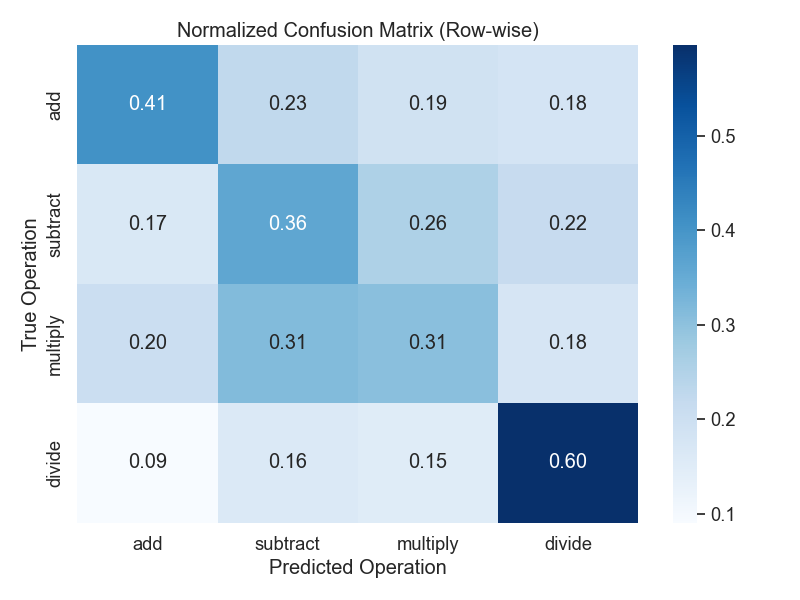 Normalized Confusion Matrix (Row-wise)
True Operation
add
0.41 0.23 0.19 0.18
subtract
0.17 0.36 0.26 0.22
multiply
0.20 0.31 0.31 0.18
divide
0.09 0.16 0.15 0.60
add subtract multiply divide
Predicted Operation
0.5
0.4
0.3
0.2
0.1